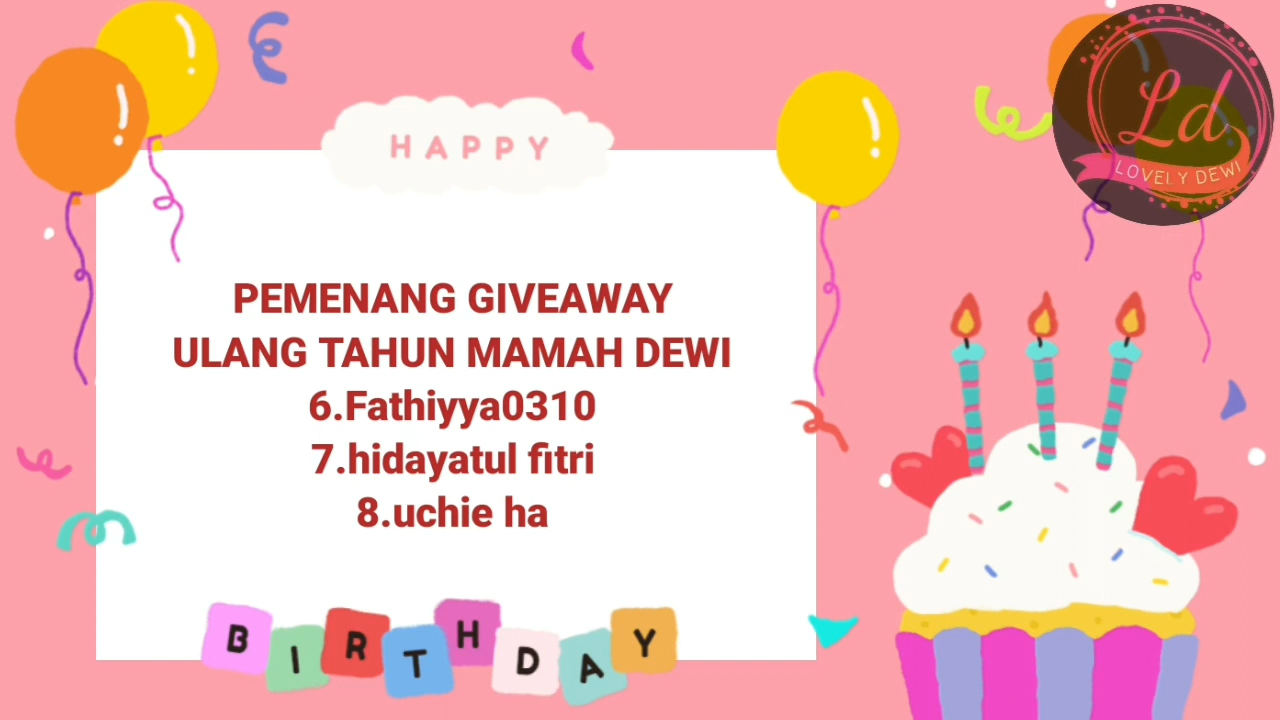 HAPPY
PEMENANG GIVEAWAY
ULANG TAHUN MAMAH DEWI
6.Fathiyya0310
7.hidayatul fitri
8.uchie ha
BIRTHDAY
Ld
LOVELY DEWI